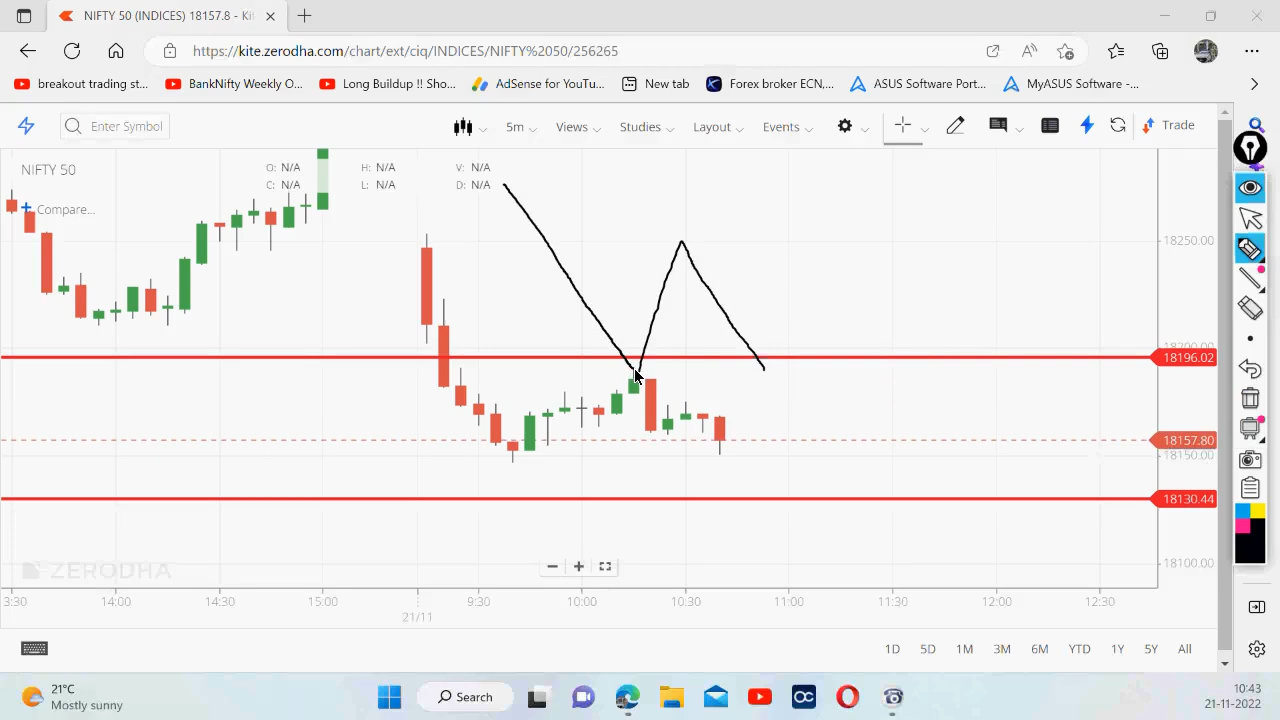 NIFTY 50 (INDICES) 18157.8 - Kit
https://kite.zerodha.com/chart/ext/ciq/INDICES/NIFTY%2050/256265
breakout trading st... BankNifty Weekly O... Long Buildup !! Sho... AdSense for YouTu... New tab Forex broker ECN,... ASUS Software Port... MyASUS Software -...
Enter Symbol 5m Views Studies Layout Events Trade
NIFTY 50 O: N/A H: N/A V: N/A
C: N/A L: N/A D: N/A
Compare...
18250.00
18200.00
18196.02
18157.80
18150.00
18130.44
18100.00
ZERODHA
3:30 14:00 14:30 15:00 9:30 10:00 10:30 11:00 11:30 12:00 12:30
21/11
1D 5D 1M 3M 6M YTD 1Y 5Y All
21°C
Mostly sunny
Search
OC
10:43
21-11-2022